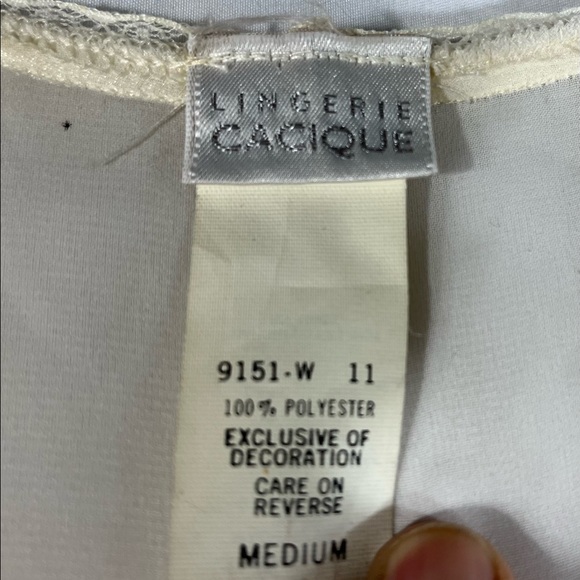 LINGERIE
CACIQUE
9151-W 11
100% POLYESTER
EXCLUSIVE OF
DECORATION
CARE ON
REVERSE
MEDIUM